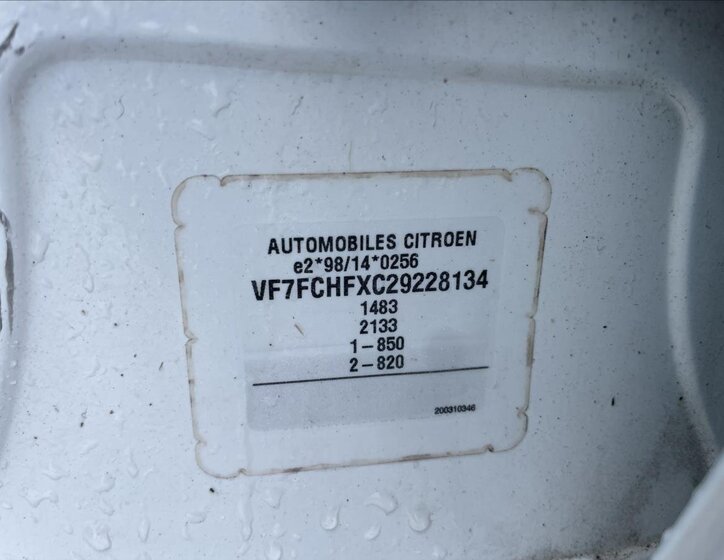 AUTOMOBILES CITROEN
e2*98/14*0256
VF7FCHFXC29228134
1483
2133
1-850
2-820
200310346